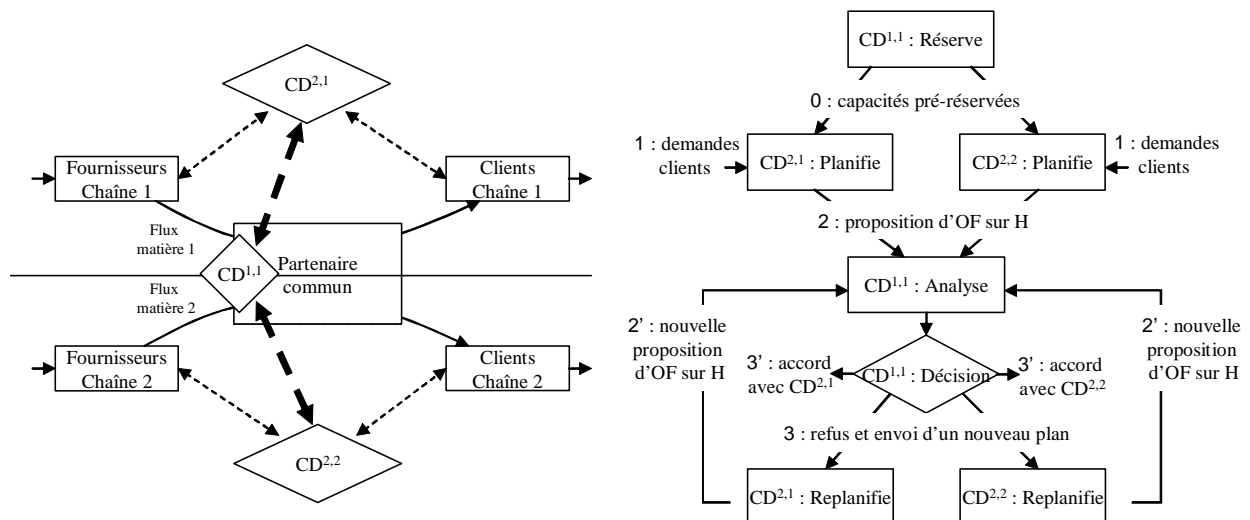 CD2,1
Fournisseurs
Chaîne 1
Clients
Chaîne 1
Flux
matière 1
CD1,1
Partenaire
commun
Flux
matière 2
Fournisseurs
Chaîne 2
Clients
Chaîne 2
CD2,2
CD1,1 : Réserve
0 : capacités pré-réservées
1 : demandes
clients
CD2,1 : Planifie
CD2,2 : Planifie
1 : demandes
clients
2 : proposition d’OF sur H
CD1,1 : Analyse
2’ : nouvelle
proposition
d’OF sur H
2’ : nouvelle
proposition
d’OF sur H
3’ : accord
avec CD2,1
CD1,1 : Décision
3’ : accord
avec CD2,2
3 : refus et envoi d’un nouveau plan
CD2,1 : Replanifie
CD2,2 : Replanifie